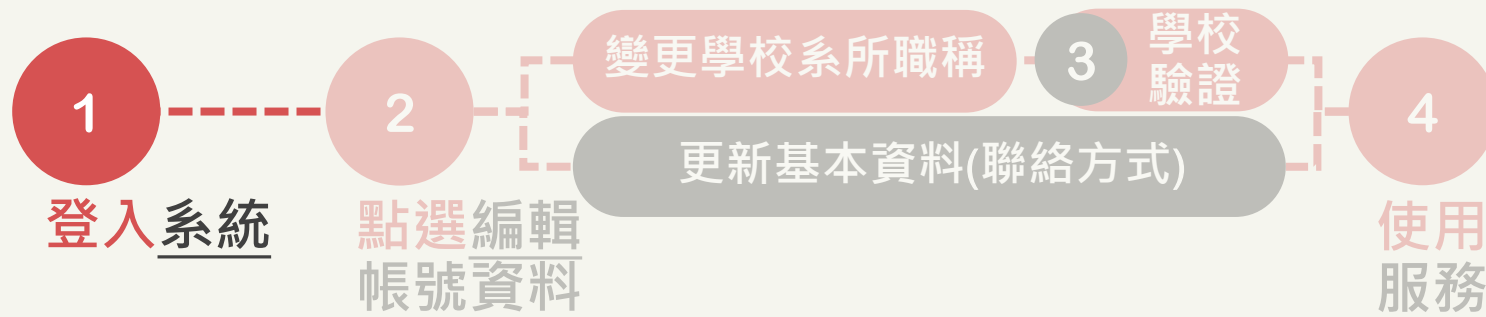 1
登入系統
2
點選編輯
帳號資料
變更學校系所職稱
3
學校
驗證
更新基本資料(聯絡方式)
4
使用
服務